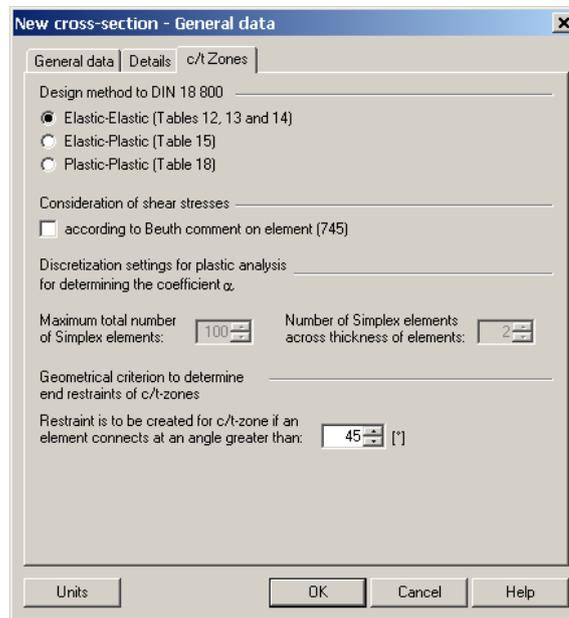 New cross-section - General data
General data
Details
c/t Zones
Design method to DIN 18 800
Elastic-Elastic (Tables 12, 13 and 14)
Elastic-Plastic (Table 15)
Plastic-Plastic (Table 18)
Consideration of shear stresses
according to Beuth comment on element (745)
Discretization settings for plastic analysis
for determining the coefficient α.
Maximum total number
of Simplex elements:
100
Number of Simplex elements
across thickness of elements:
2
Geometrical criterion to determine
end restraints of c/t-zones
Restraint is to be created for c/t-zone if an
element connects at an angle greater than:
45
[°]
Units
OK
Cancel
Help